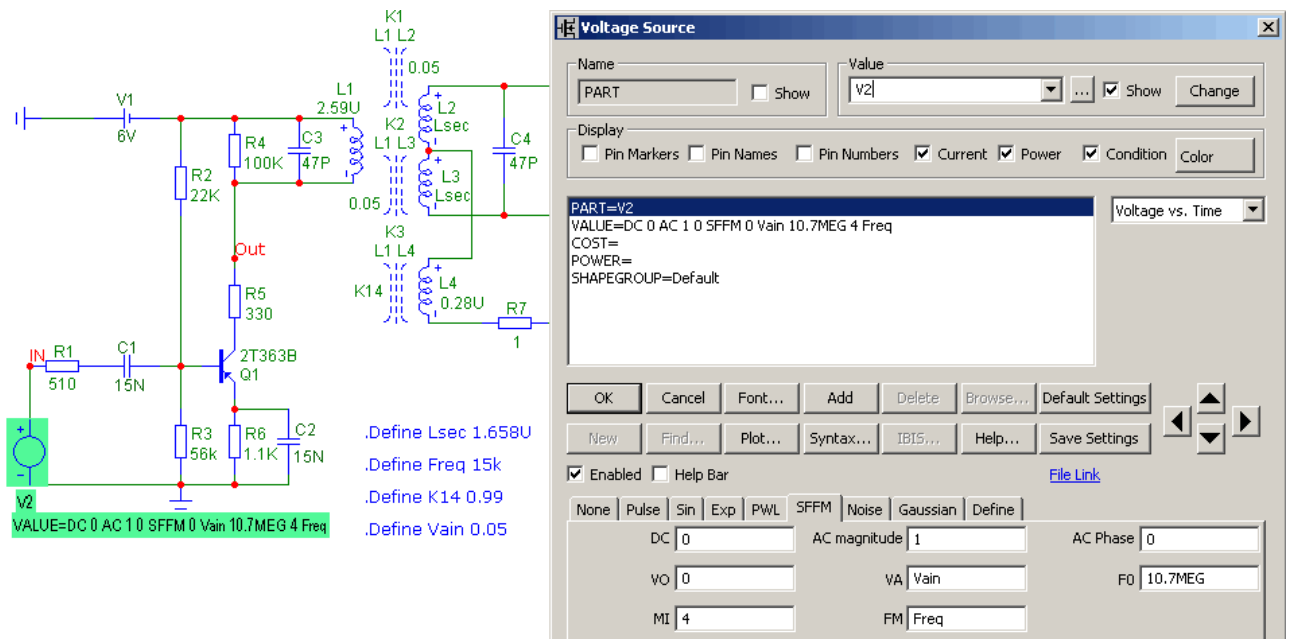 K1
L1 L2
0.05
V1
6V
L1
2.59U
R4
100K
C3
47P
K2
L1 L3
0.05
L2
Lsec
C4
47P
R2
22K
L3
Lsec
Out
K3
L1 L4
K14
L4
0.28U
R7
1
R5
330
IN
R1
510
C1
15N
2T363B
Q1
R3
56k
R6
1.1K
C2
15N
.Define Lsec 1.658U
.Define Freq 15k
.Define K14 0.99
.Define Vain 0.05
V2
VALUE=DC 0 AC 1 0 SFFM 0 Vain 10.7MEG 4 Freq
Voltage Source
Name
PART
Show
Value
V2
...
Show
Change
Display
Pin Markers Pin Names Pin Numbers Current Power Condition Color
PART=V2
VALUE=DC 0 AC 1 0 SFFM 0 Vain 10.7MEG 4 Freq
COST=
POWER=
SHAPEGROUP=Default
Voltage vs. Time
OK Cancel Font... Add Delete Browse... Default Settings
New Find... Plot... Syntax... IBIS... Help... Save Settings
Enabled Help Bar File Link
None Pulse Sin Exp PWL SFFM Noise Gaussian Define
DC 0 AC magnitude 1 AC Phase 0
VO 0 VA Vain F0 10.7MEG
MI 4 FM Freq